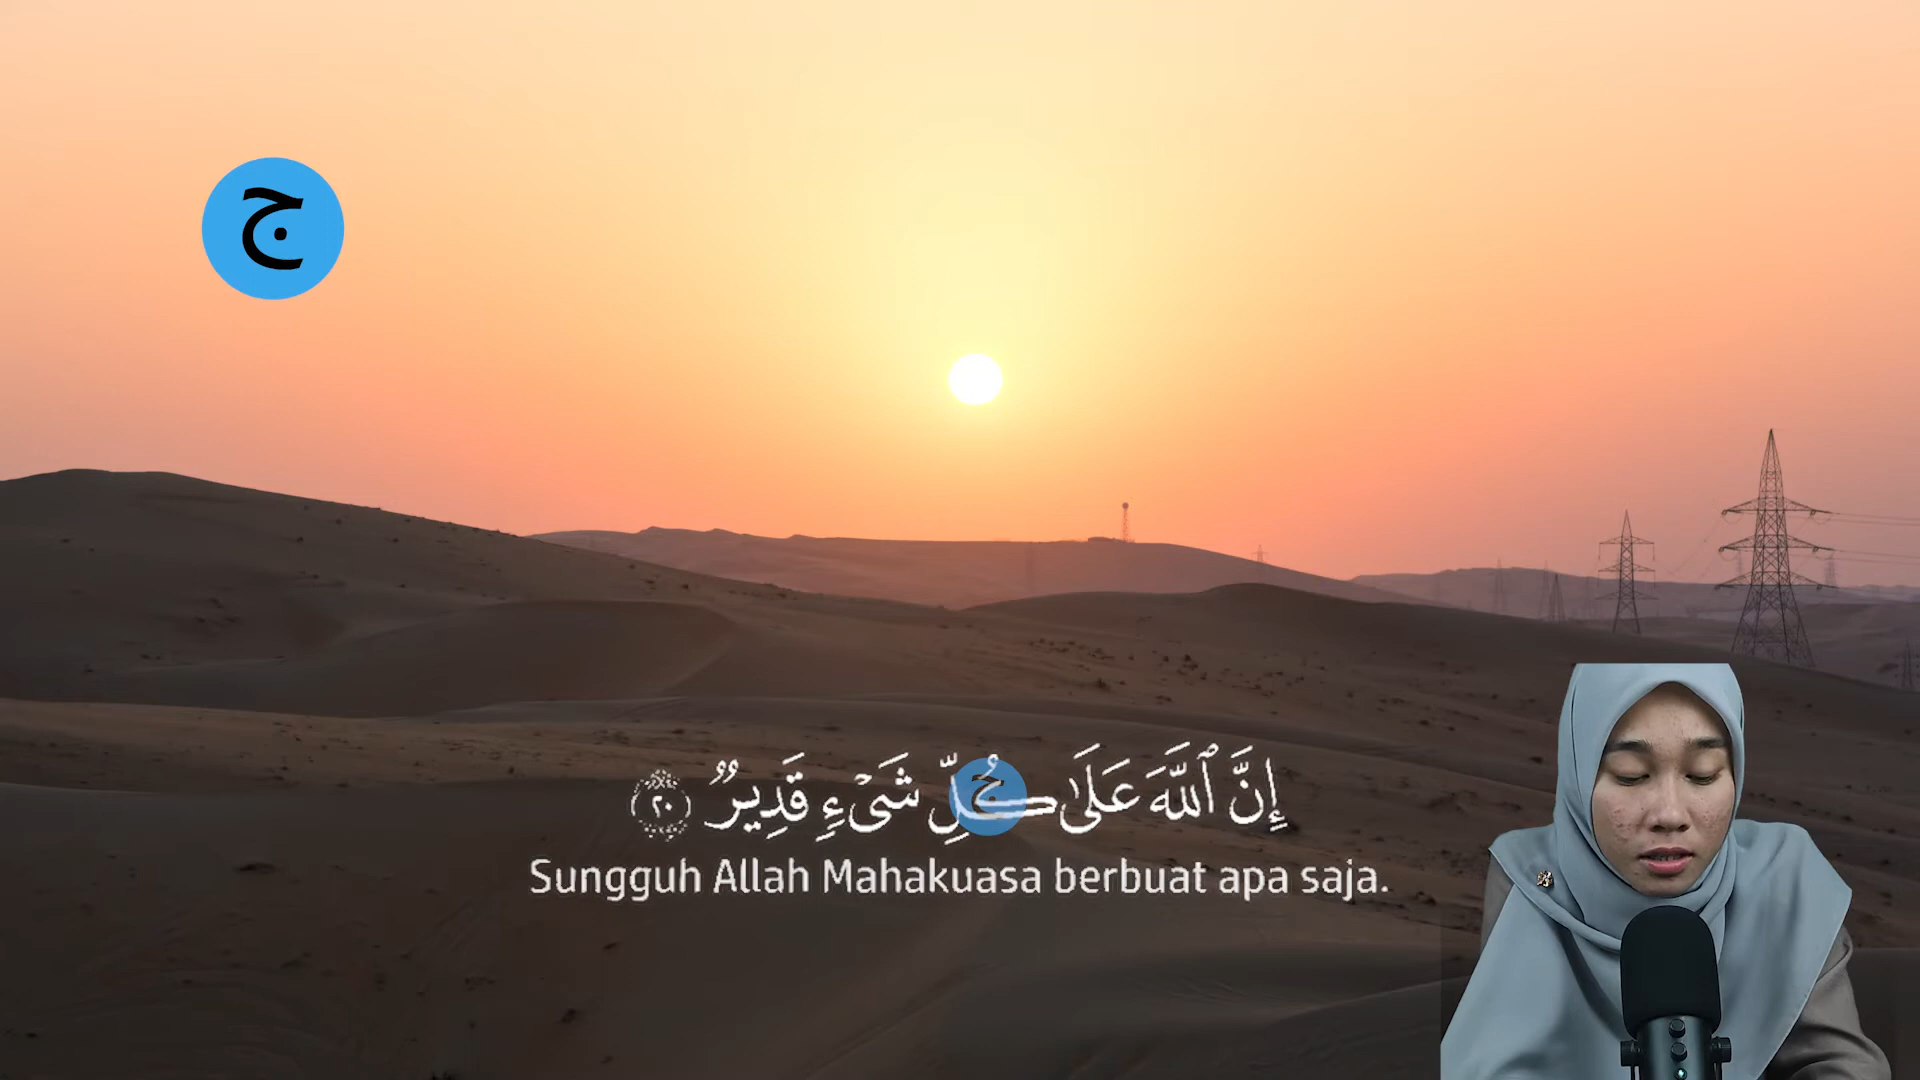 ج
إِنَّ ٱللَّهَ عَلَىٰ كُلِّ شَىْءٍ قَدِيرٌ ٢٠
ج
Sungguh Allah Mahakuasa berbuat apa saja.